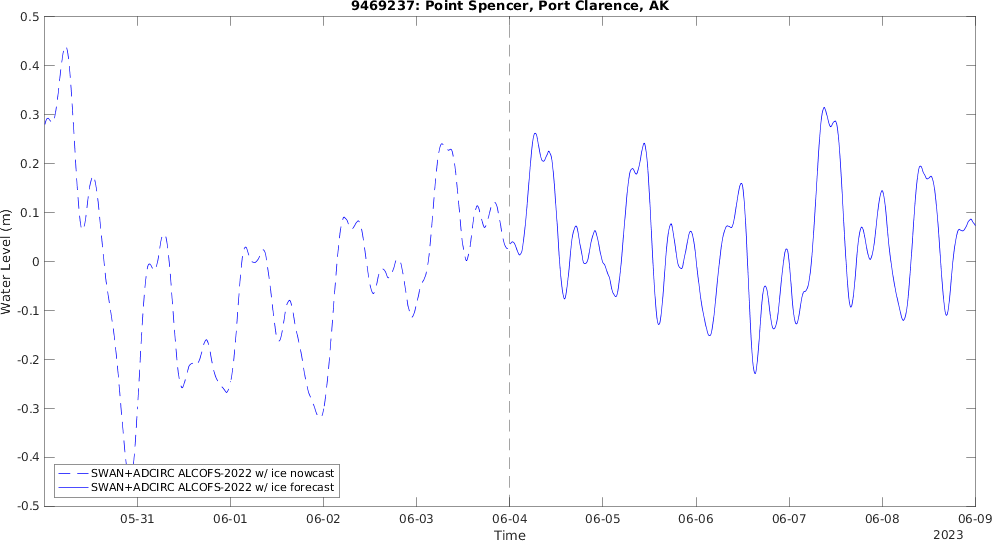 9469237: Point Spencer, Port Clarence, AK
0.5
0.4
0.3
0.2
0.1
0
-0.1
-0.2
-0.3
-0.4
-0.5
Water Level (m)
SWAN+ADCIRC ALCOFS-2022 w/ ice nowcast
SWAN+ADCIRC ALCOFS-2022 w/ ice forecast
05-31 06-01 06-02 06-03 06-04 06-05 06-06 06-07 06-08 06-09
Time
2023